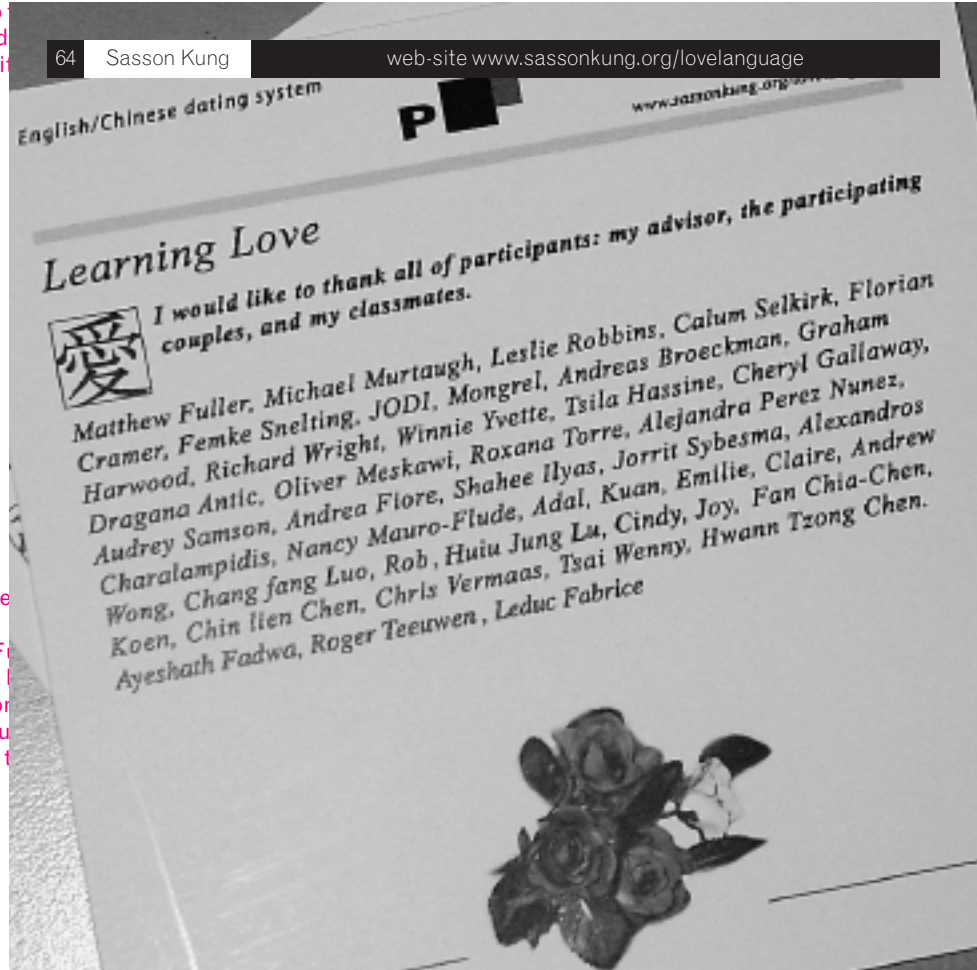 64 Sasson Kung web-site www.sassonkung.org/lovelanguage
English/Chinese dating system
P
www.sassonkung.org/
Learning Love
愛
I would like to thank all of participants: my advisor, the participating
couples, and my classmates.
Matthew Fuller, Michael Murtaugh, Leslie Robbins, Calum Selkirk, Florian
Cramer, Femke Snelting, JODI, Mongrel, Andreas Broeckman, Graham
Harwood, Richard Wright, Winnie Yvette, Tsila Hassine, Cheryl Gallaway,
Dragana Antic, Oliver Meskawi, Roxana Torre, Alejandra Perez Nunez,
Audrey Samson, Andrea Fiore, Shahee Ilyas, Jorrit Sybesma, Alexandros
Charalampidis, Nancy Mauro-Flude, Adal, Kuan, Emilie, Claire, Andrew
Wong, Chang fang Luo, Rob, Huiu Jung Lu, Cindy, Joy, Fan Chia-Chen,
Koen, Chin lien Chen, Chris Vermaas, Tsai Wenny, Hwann Tzong Chen.
Ayeshath Fadwa, Roger Teeuwen, Leduc Fabrice